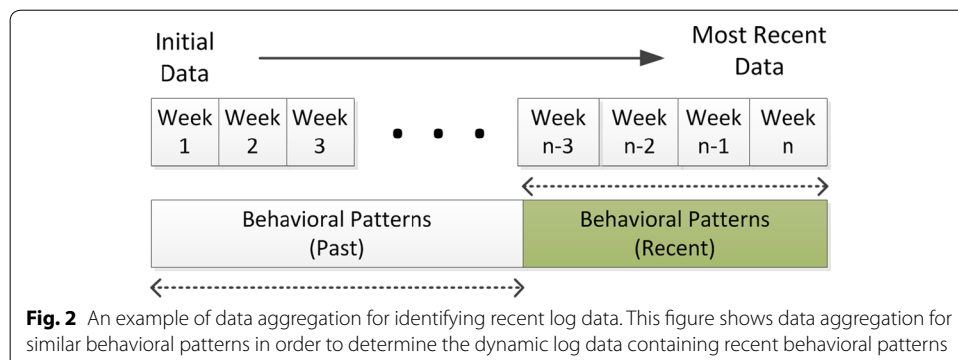 Initial Data
Most Recent Data
Week 1
Week 2
Week 3
. . .
Week n-3
Week n-2
Week n-1
Week n
Behavioral Patterns
(Past)
Behavioral Patterns
(Recent)
Fig. 2 An example of data aggregation for identifying recent log data. This figure shows data aggregation for
similar behavioral patterns in order to determine the dynamic log data containing recent behavioral patterns